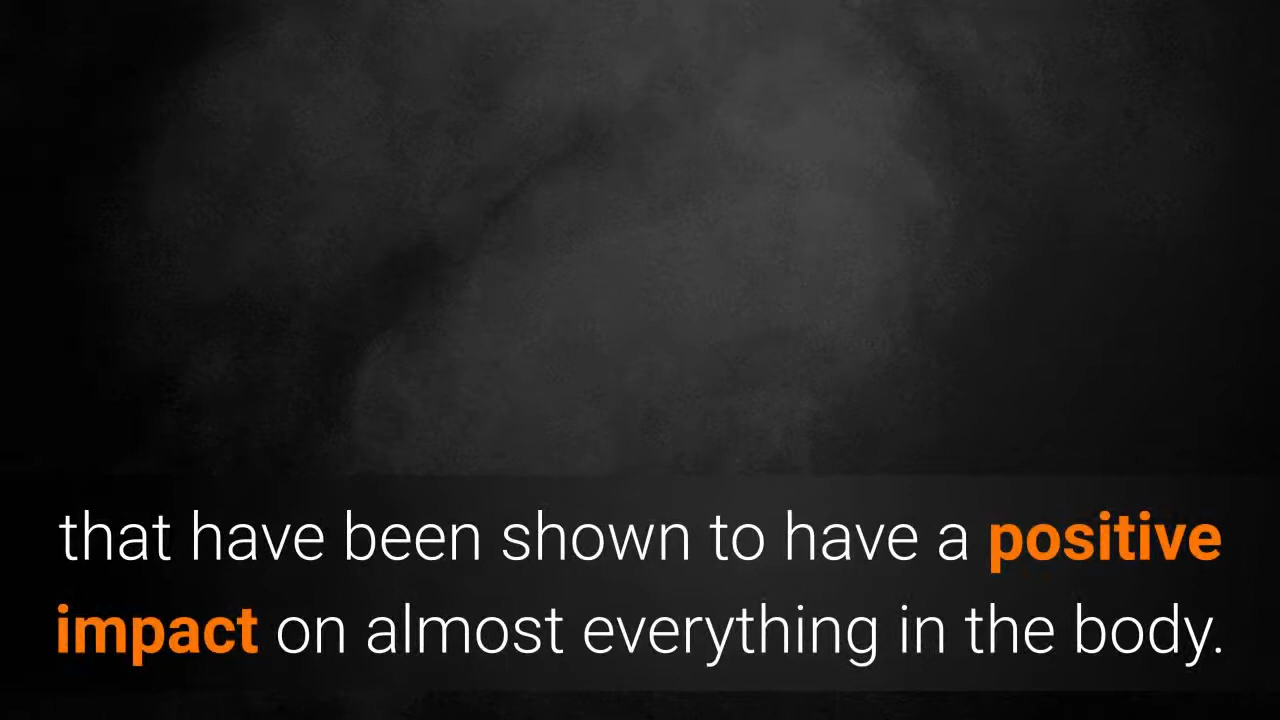 that have been shown to have a positive
impact on almost everything in the body.